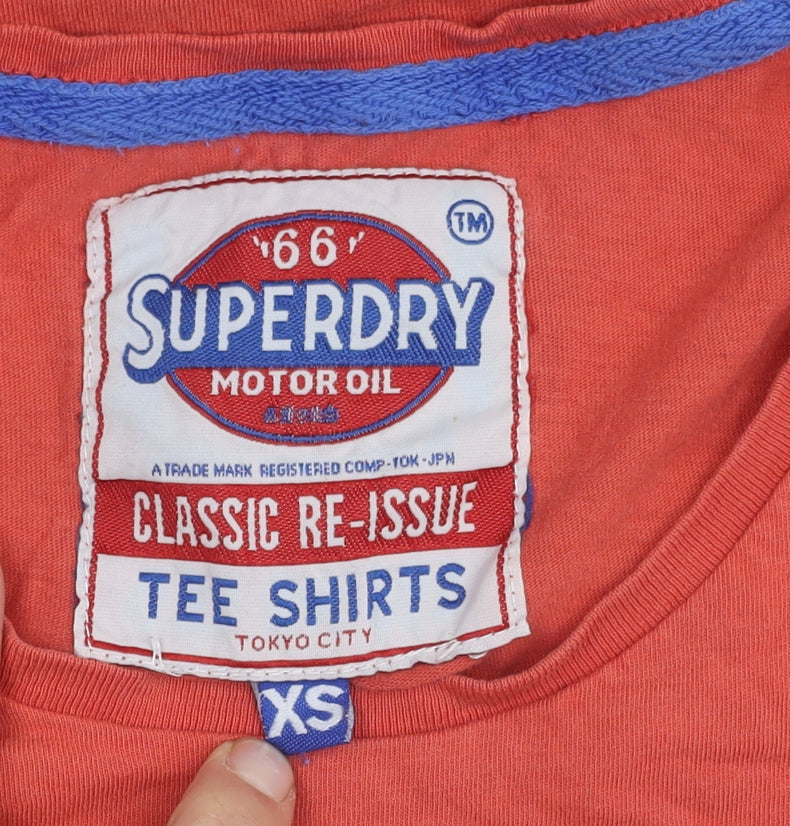 TM
'66'
SUPERDRY
MOTOR OIL
A TRADE MARK REGISTERED COMP-TOK-JPN
CLASSIC RE-ISSUE
TEE SHIRTS
TOKYO CITY
XS